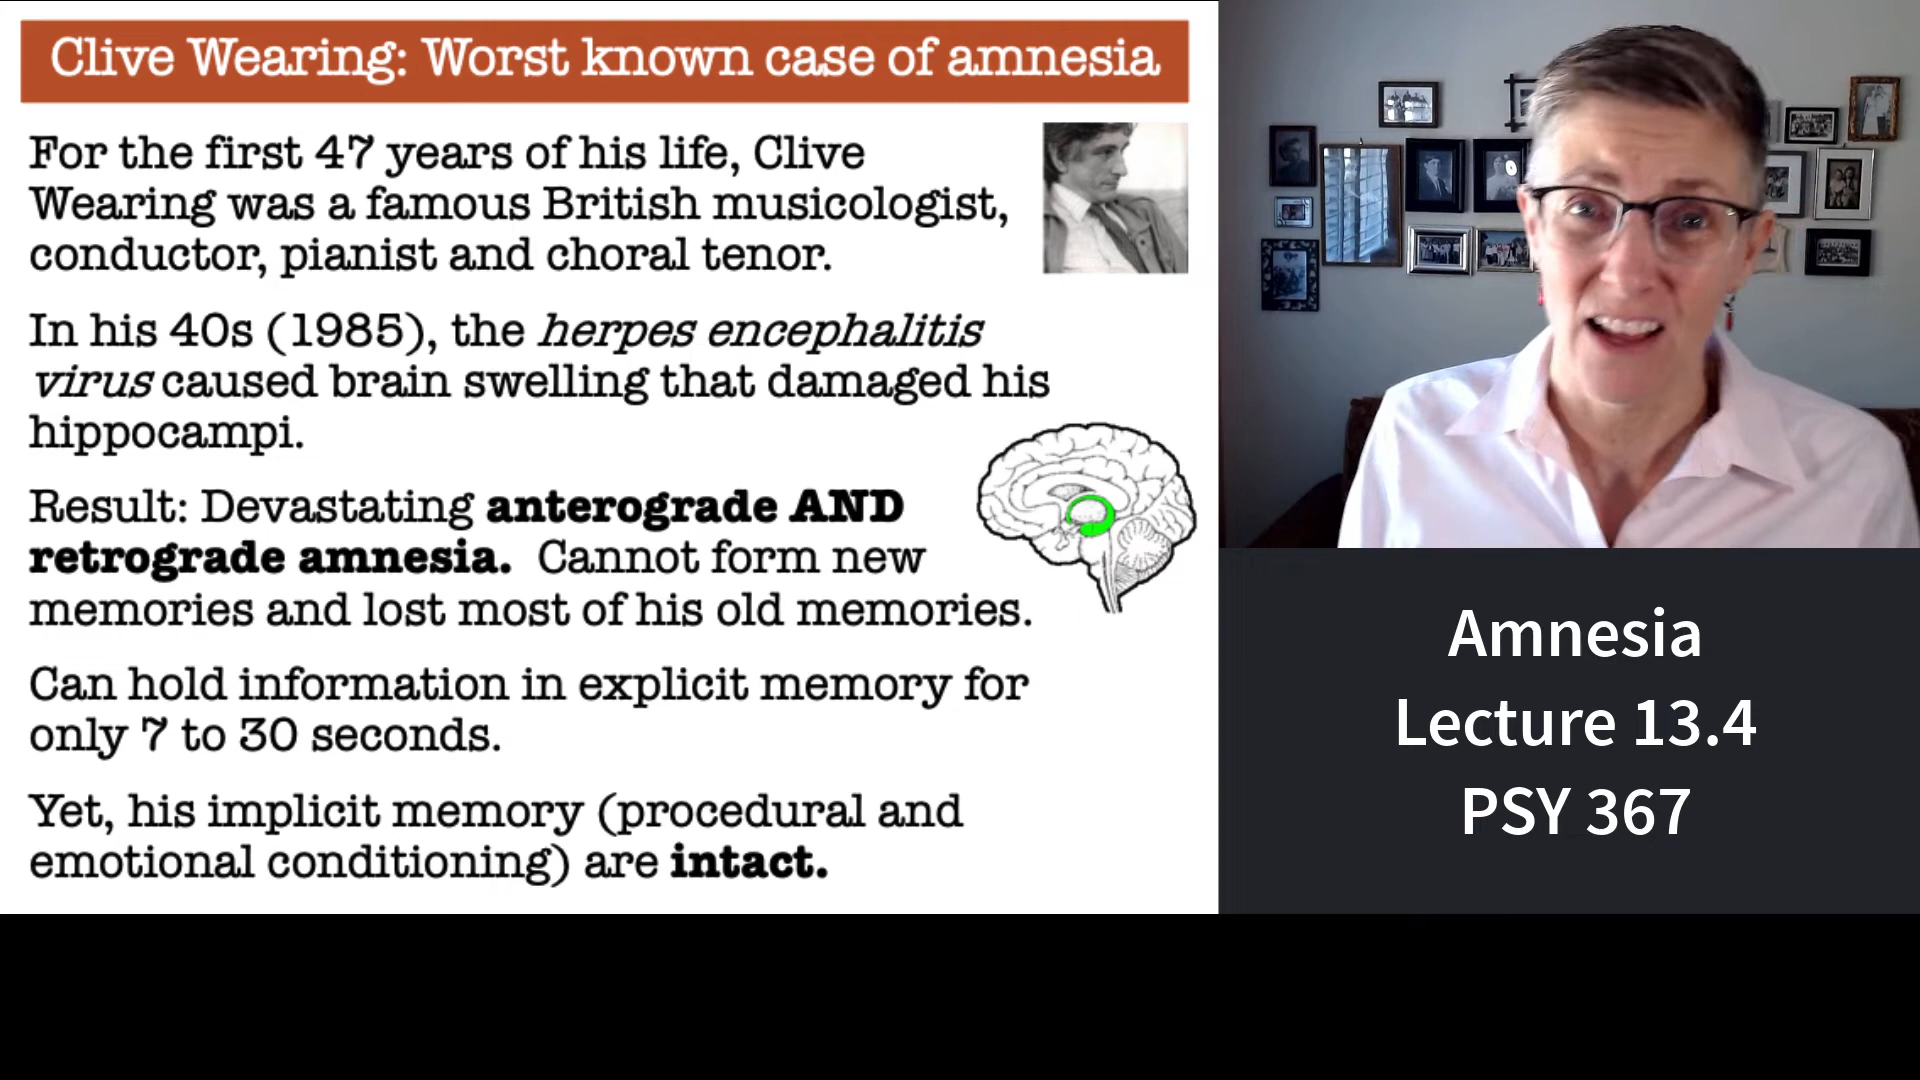 Clive Wearing: Worst known case of amnesia
For the first 47 years of his life, Clive
Wearing was a famous British musicologist,
conductor, pianist and choral tenor.
In his 40s (1985), the herpes encephalitis
virus caused brain swelling that damaged his
hippocampi.
Result: Devastating anterograde AND
retrograde amnesia. Cannot form new
memories and lost most of his old memories.
Can hold information in explicit memory for
only 7 to 30 seconds.
Yet, his implicit memory (procedural and
emotional conditioning) are intact.
Amnesia
Lecture 13.4
PSY 367